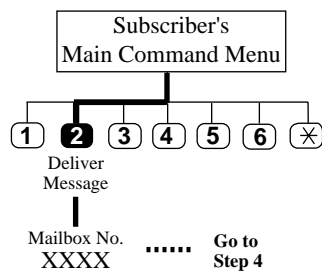 Subscriber's
Main Command Menu
1 2 3 4 5 6 *
Deliver
Message
Mailbox No. ...... Go to
XXXX Step 4